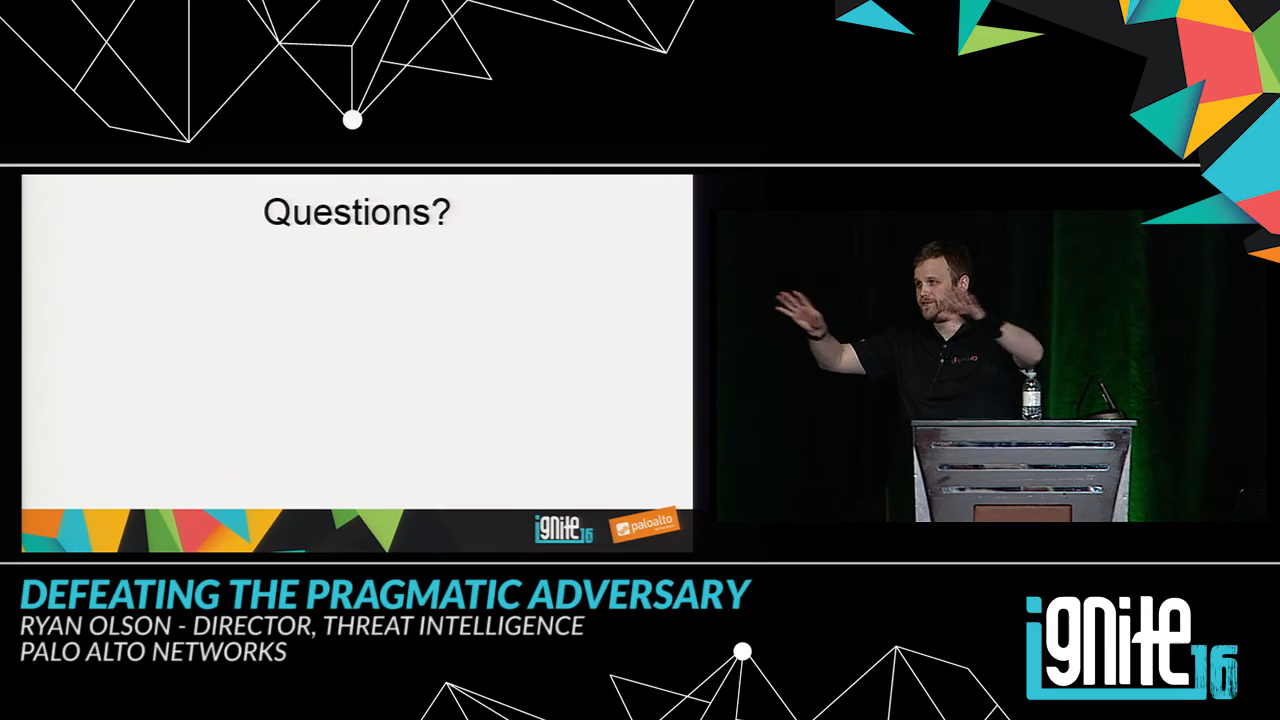 Questions?
ignite16
paloalto
DEFEATING THE PRAGMATIC ADVERSARY
RYAN OLSON - DIRECTOR, THREAT INTELLIGENCE
PALO ALTO NETWORKS
ignite16